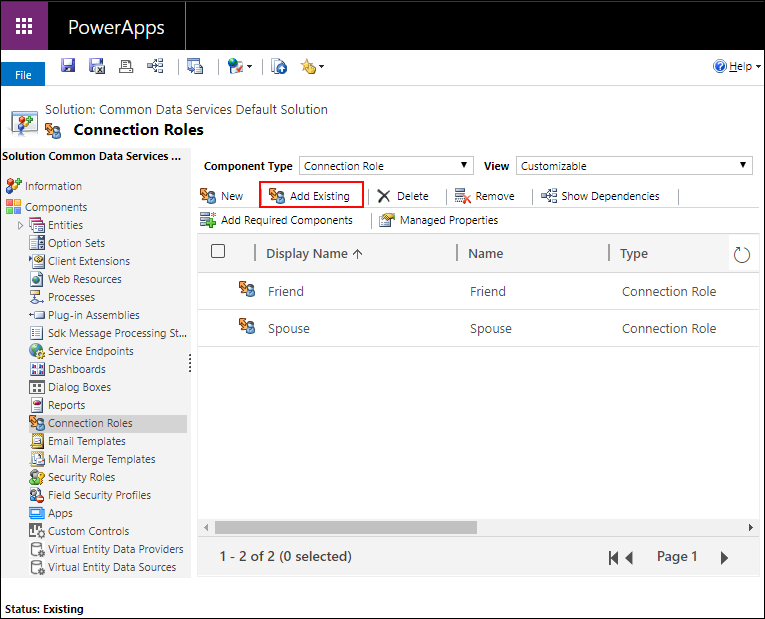 PowerApps
File
Help
Solution: Common Data Services Default Solution
Connection Roles
Solution Common Data Services ...
Information
Components
Entities
Option Sets
Client Extensions
Web Resources
Processes
Plug-in Assemblies
Sdk Message Processing St...
Service Endpoints
Dashboards
Dialog Boxes
Reports
Connection Roles
Email Templates
Mail Merge Templates
Security Roles
Field Security Profiles
Apps
Custom Controls
Virtual Entity Data Providers
Virtual Entity Data Sources
Component Type Connection Role View Customizable
New Add Existing Delete Remove Show Dependencies
Add Required Components Managed Properties
Display Name Name Type
Friend Friend Connection Role
Spouse Spouse Connection Role
1 - 2 of 2 (0 selected) Page 1
Status: Existing